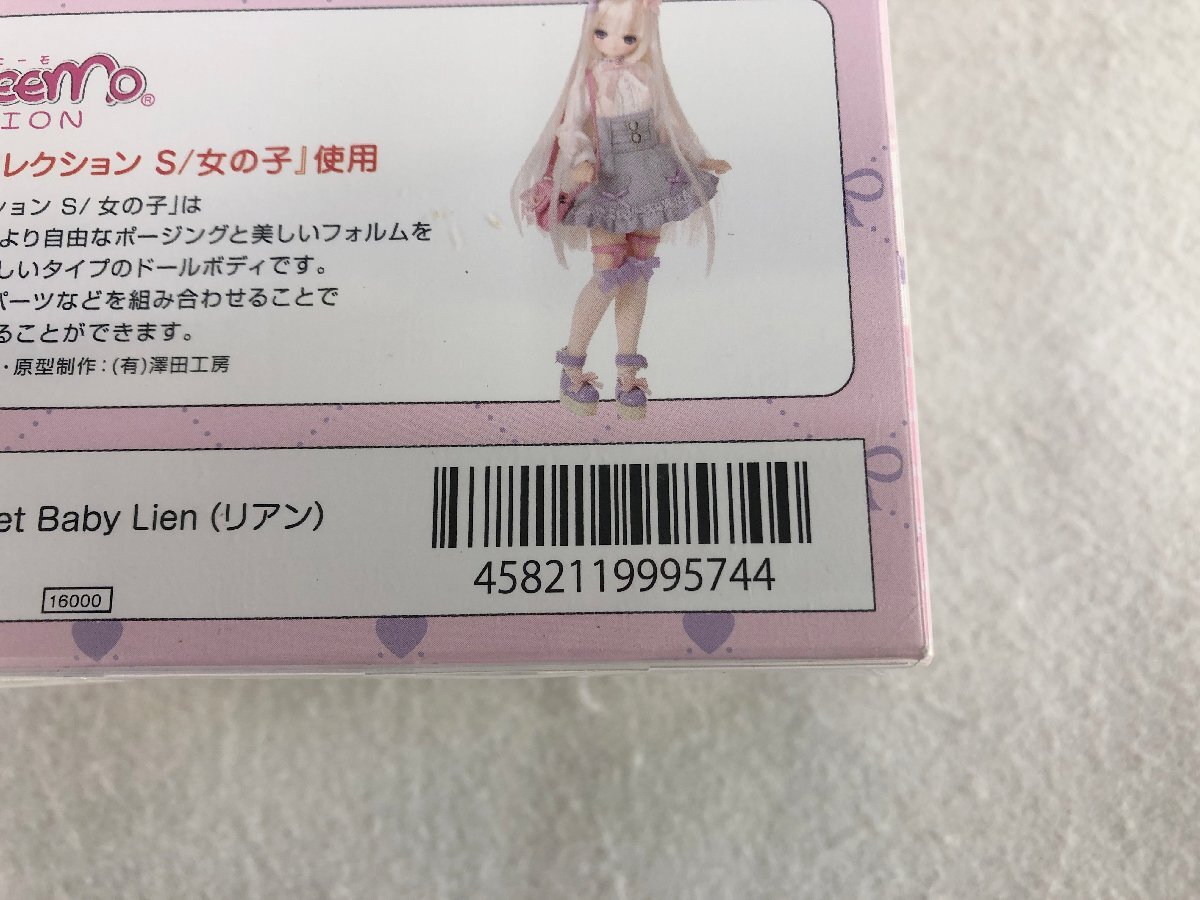 ーモ
eemo®
ION
レクション S/女の子』使用
ション S/ 女の子」は
より自由なポージングと美しいフォルムを
しいタイプのドールボディです。
パーツなどを組み合わせることで
ることができます。
・原型制作：(有)澤田工房
et Baby Lien (リアン)
4582119995744
16000